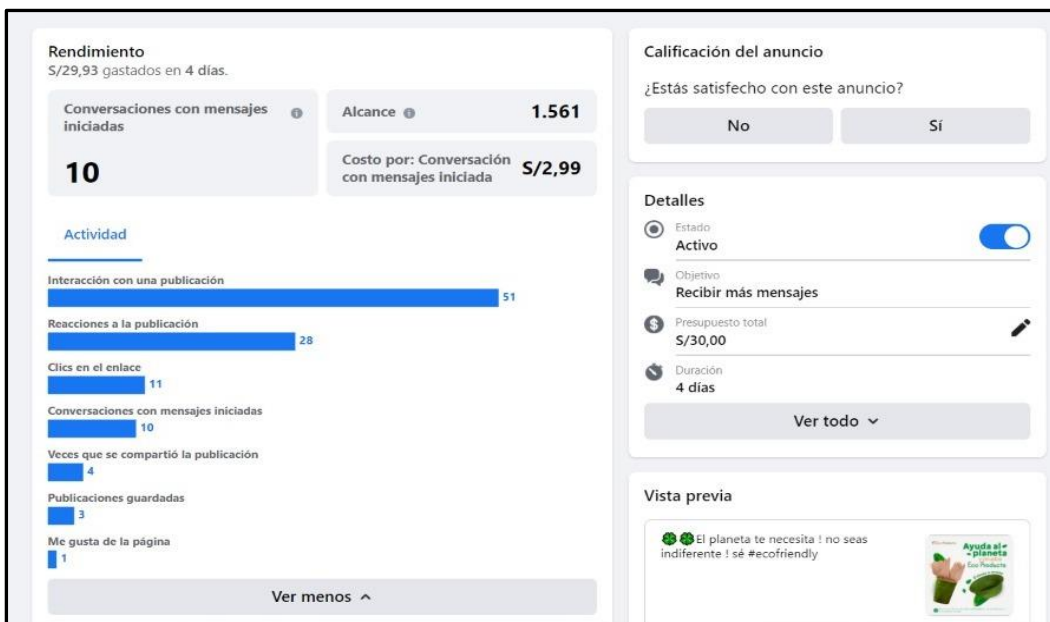 Rendimiento
S/29,93 gastados en 4 días.
Conversaciones con mensajes
iniciadas
10
Alcance
1.561
Costo por: Conversación
con mensajes iniciada
S/2,99
Actividad
Interacción con una publicación
51
Reacciones a la publicación
28
Clics en el enlace
11
Conversaciones con mensajes iniciadas
10
Veces que se compartió la publicación
4
Publicaciones guardadas
3
Me gusta de la página
1
Ver menos
Calificación del anuncio
¿Estás satisfecho con este anuncio?
No
Sí
Detalles
Estado
Activo
Objetivo
Recibir más mensajes
Presupuesto total
S/30,00
Duración
4 días
Ver todo
Vista previa
🍀🍀El planeta te necesita ! no seas
indiferente ! sé #ecofriendly
Ayuda al
planeta
Eco Products